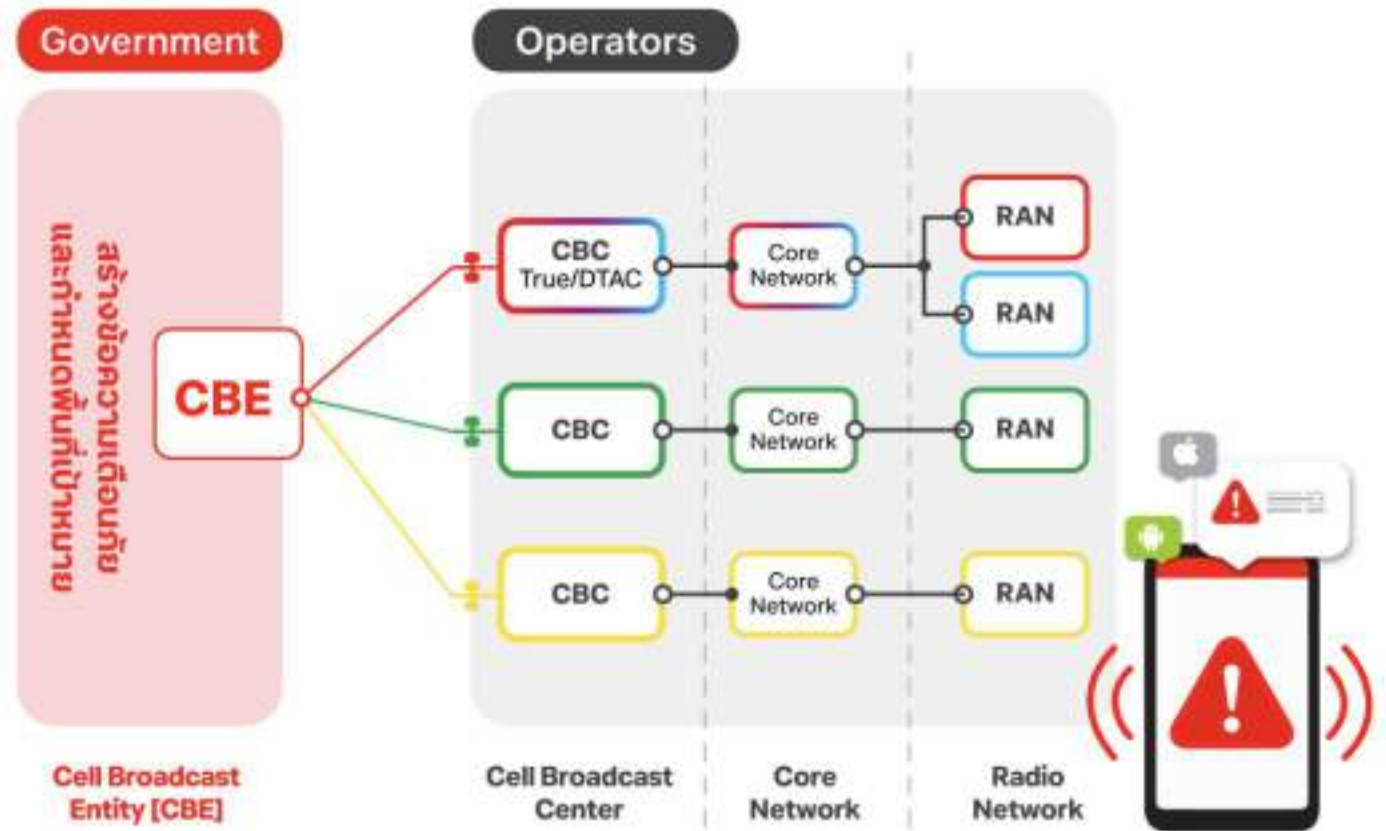 Government
Operators
สร้างข้อความเตือนภัย
และกำหนดพื้นที่เป้าหมาย
CBE
CBC
True/DTAC
Core
Network
RAN
RAN
CBC
Core
Network
RAN
CBC
Core
Network
RAN
Cell Broadcast
Entity [CBE]
Cell Broadcast
Center
Core
Network
Radio
Network